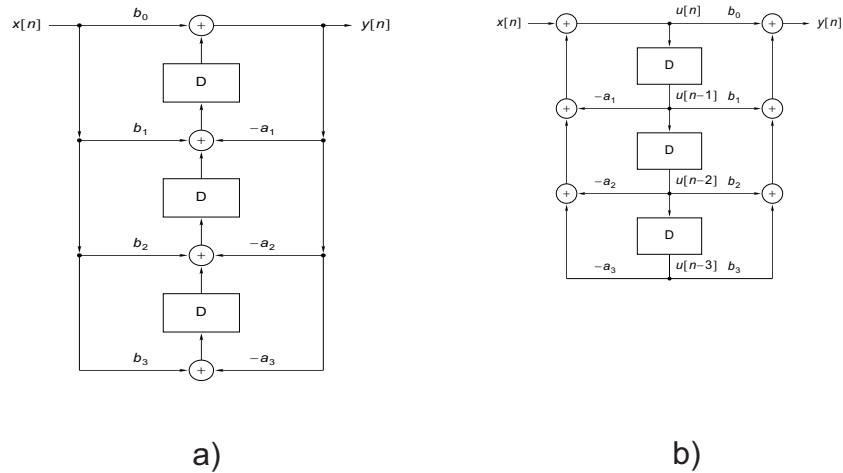 x[n] b₀ + y[n]
D
b₁ + −a₁
D
b₂ + −a₂
D
b₃ + −a₃
a)
x[n] + u[n] b₀ + y[n]
D
+ −a₁ u[n−1] b₁ +
D
+ −a₂ u[n−2] b₂ +
D
−a₃ u[n−3] b₃
b)